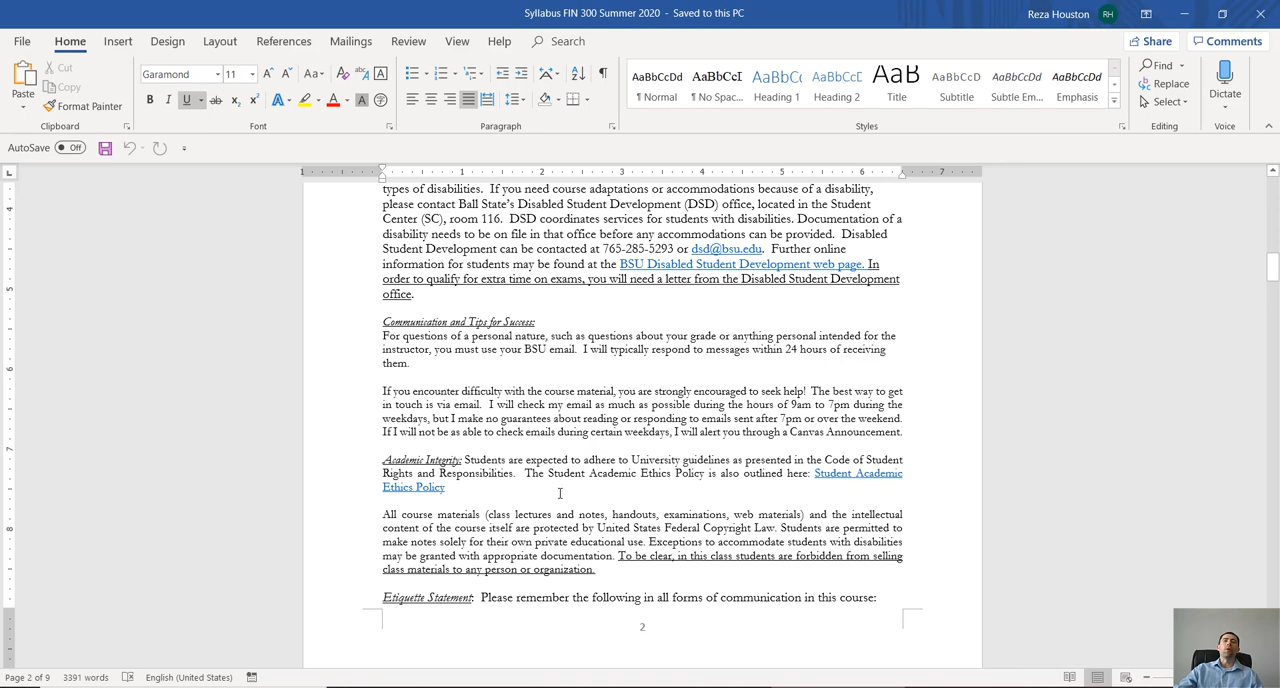 Syllabus FIN 300 Summer 2020 - Saved to this PC
Reza Houston RH
File Home Insert Design Layout References Mailings Review View Help Search Share Comments
Paste Cut Copy Format Painter Clipboard
Garamond 11 Aa A
B I U ab x₂ x² A A A Font
Paragraph
AaBbCcDd AaBbCcI AaBbC( AaBbCcC AaB AaBbCcD AaBbCcDd AaBbCcDd
¶ Normal ¶ No Spac... Heading 1 Heading 2 Title Subtitle Subtle Em... Emphasis
Styles
Find Replace Select Editing
Dictate Voice
AutoSave Off
1 1 2 3 4 5 6 7
4 5 6 7 8 9
types of disabilities. If you need course adaptations or accommodations because of a disability,
please contact Ball State's Disabled Student Development (DSD) office, located in the Student
Center (SC), room 116. DSD coordinates services for students with disabilities. Documentation of a
disability needs to be on file in that office before any accommodations can be provided. Disabled
Student Development can be contacted at 765-285-5293 or dsd@bsu.edu. Further online
information for students may be found at the BSU Disabled Student Development web page. In
order to qualify for extra time on exams, you will need a letter from the Disabled Student Development
office.
Communication and Tips for Success:
For questions of a personal nature, such as questions about your grade or anything personal intended for the
instructor, you must use your BSU email. I will typically respond to messages within 24 hours of receiving
them.
If you encounter difficulty with the course material, you are strongly encouraged to seek help! The best way to get
in touch is via email. I will check my email as much as possible during the hours of 9am to 7pm during the
weekdays, but I make no guarantees about reading or responding to emails sent after 7pm or over the weekend.
If I will not be as able to check emails during certain weekdays, I will alert you through a Canvas Announcement.
Academic Integrity: Students are expected to adhere to University guidelines as presented in the Code of Student
Rights and Responsibilities. The Student Academic Ethics Policy is also outlined here: Student Academic
Ethics Policy
All course materials (class lectures and notes, handouts, examinations, web materials) and the intellectual
content of the course itself are protected by United States Federal Copyright Law. Students are permitted to
make notes solely for their own private educational use. Exceptions to accommodate students with disabilities
may be granted with appropriate documentation. To be clear, in this class students are forbidden from selling
class materials to any person or organization.
Etiquette Statement: Please remember the following in all forms of communication in this course:
2
Page 2 of 9 3391 words English (United States)